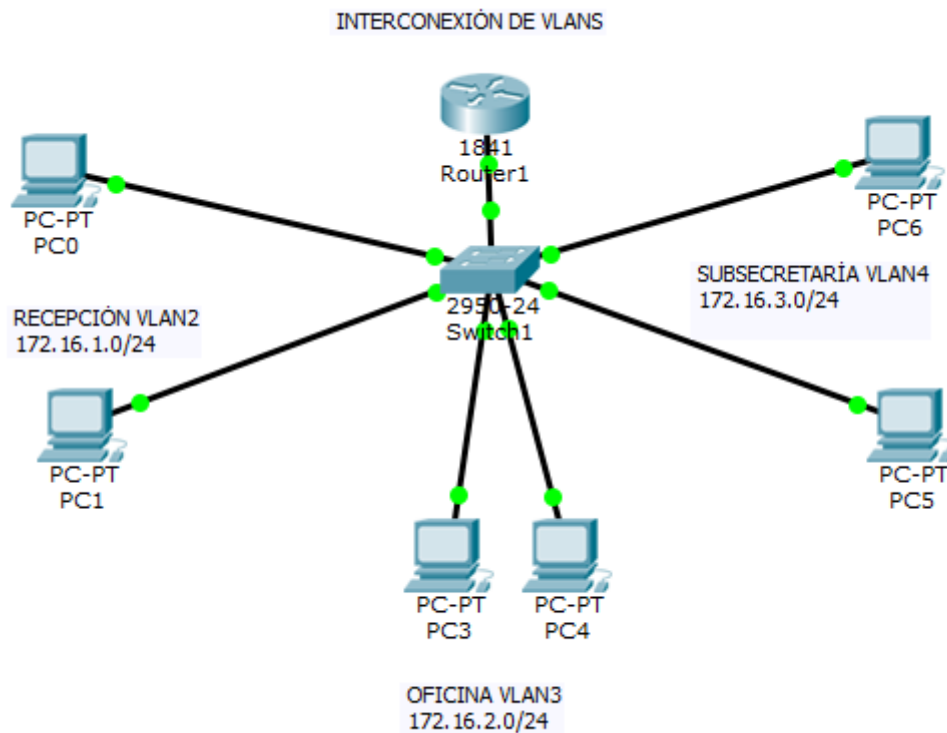 INTERCONEXIÓN DE VLANS
1841
Router1
PC-PT
PC0
PC-PT
PC6
2950-24
Switch1
SUBSECRETARÍA VLAN4
172.16.3.0/24
RECEPCIÓN VLAN2
172.16.1.0/24
PC-PT
PC1
PC-PT
PC5
PC-PT
PC3
PC-PT
PC4
OFICINA VLAN3
172.16.2.0/24